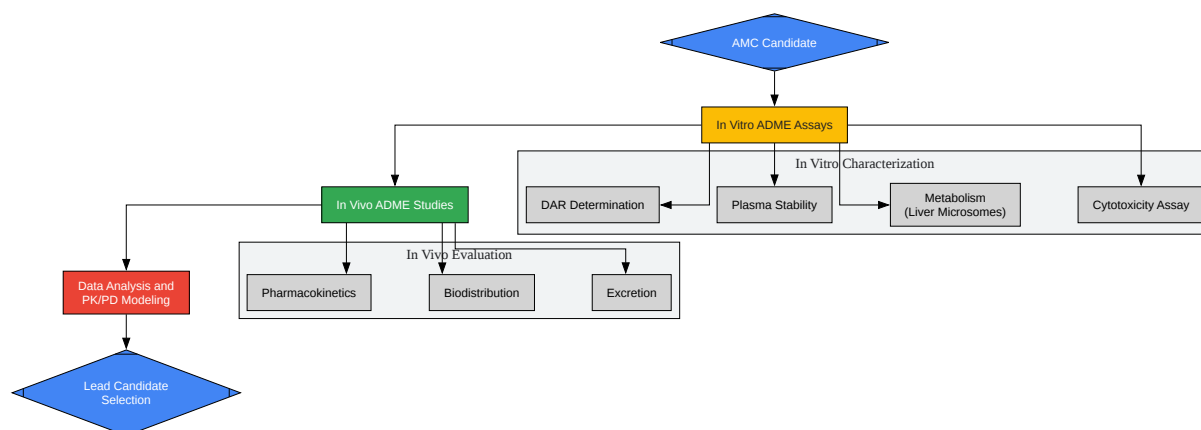 AMC Candidate
In Vitro ADME Assays
In Vitro Characterization
DAR Determination
Plasma Stability
Metabolism
(Liver Microsomes)
Cytotoxicity Assay
In Vivo ADME Studies
In Vivo Evaluation
Pharmacokinetics
Biodistribution
Excretion
Data Analysis and
PK/PD Modeling
Lead Candidate
Selection